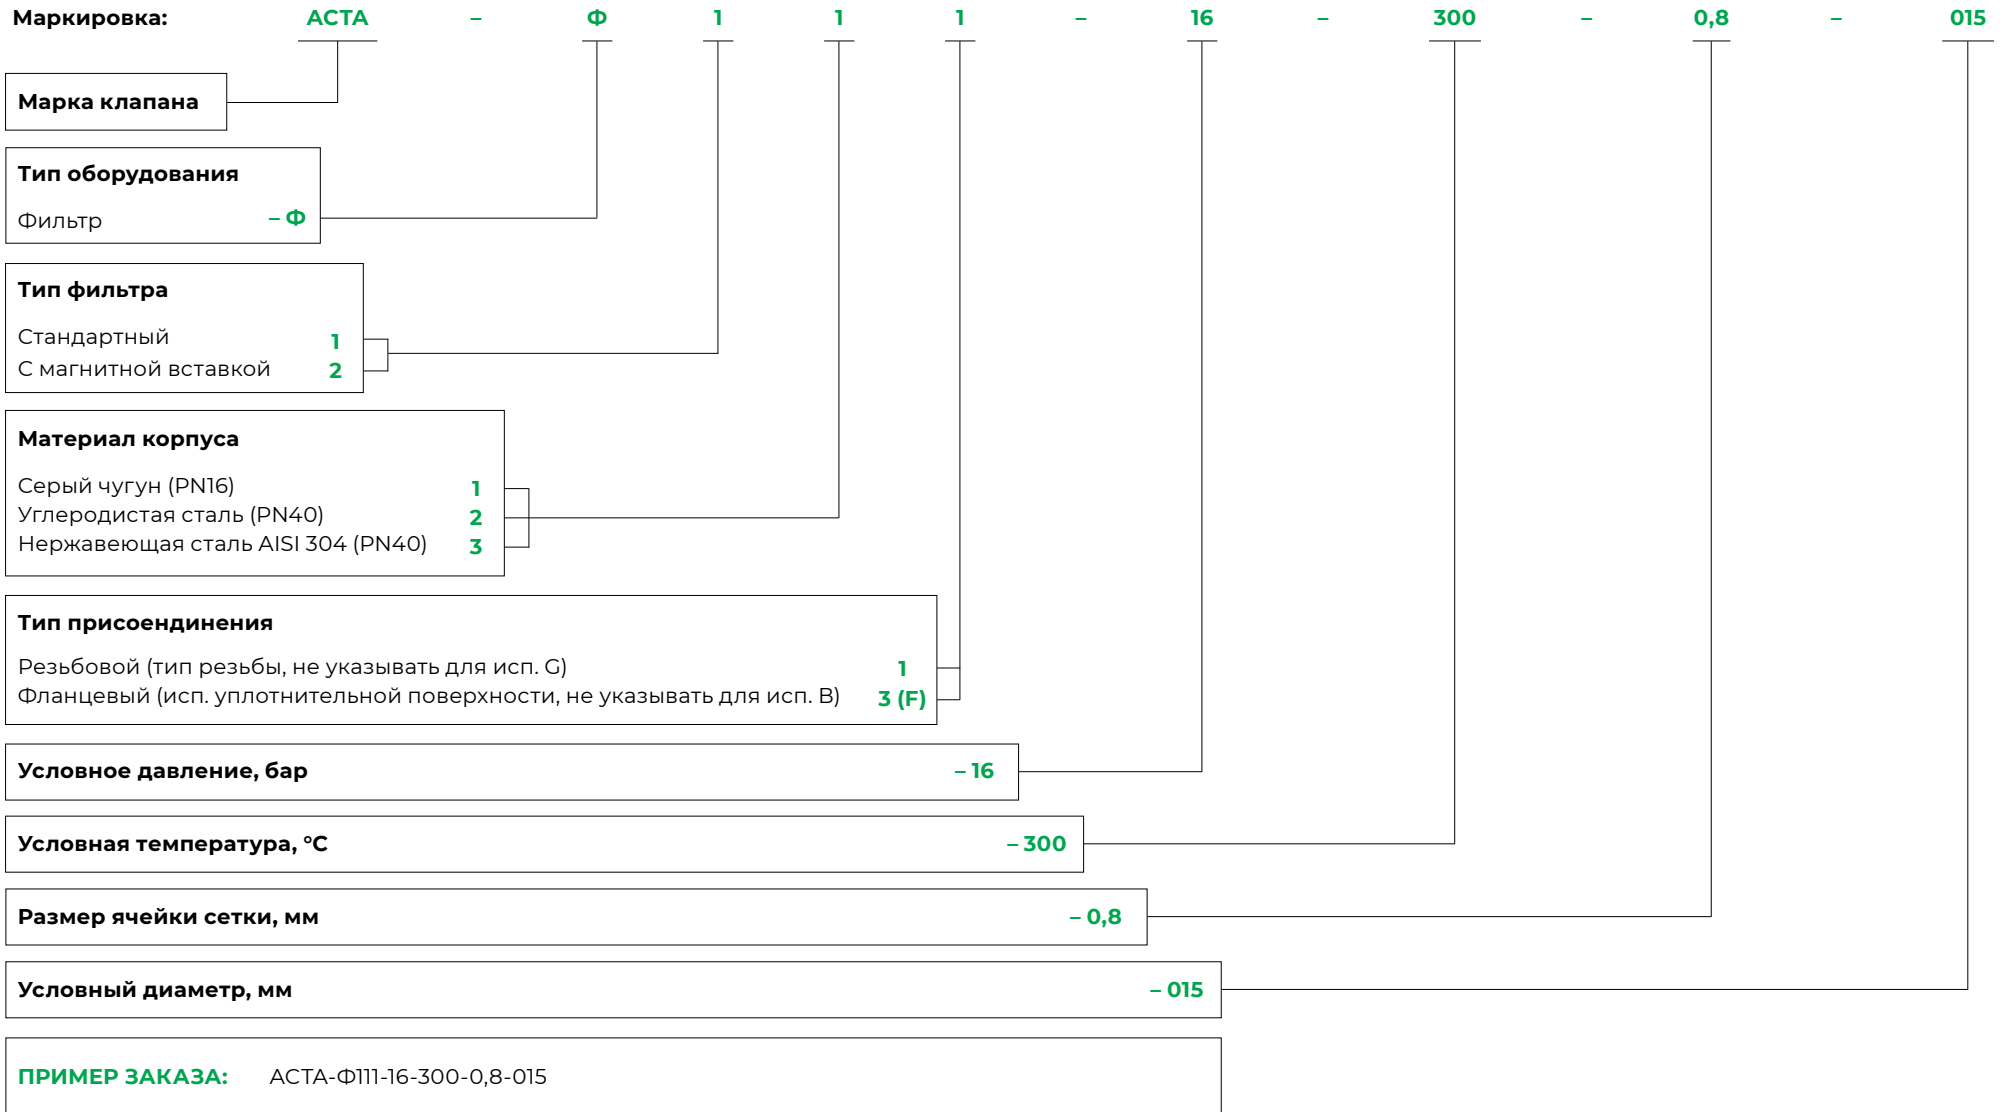 Маркировка: АСТА – Ф 1 1 1 – 16 – 300 – 0,8 – 015
Марка клапана
Тип оборудования
Фильтр – Ф
Тип фильтра
Стандартный 1
С магнитной вставкой 2
Материал корпуса
Серый чугун (PN16) 1
Углеродистая сталь (PN40) 2
Нержавеющая сталь AISI 304 (PN40) 3
Тип присоендинения
Резьбовой (тип резьбы, не указывать для исп. G) 1
Фланцевый (исп. уплотнительной поверхности, не указывать для исп. B) 3 (F)
Условное давление, бар – 16
Условная температура, °C – 300
Размер ячейки сетки, мм – 0,8
Условный диаметр, мм – 015
ПРИМЕР ЗАКАЗА: АСТА-Ф111-16-300-0,8-015